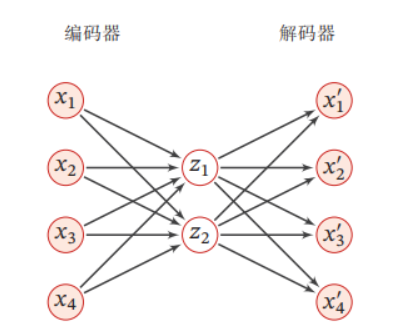 编码器 解码器
x₁ x′₁
z₁
x₂ x′₂
z₂
x₃ x′₃
x₄ x′₄